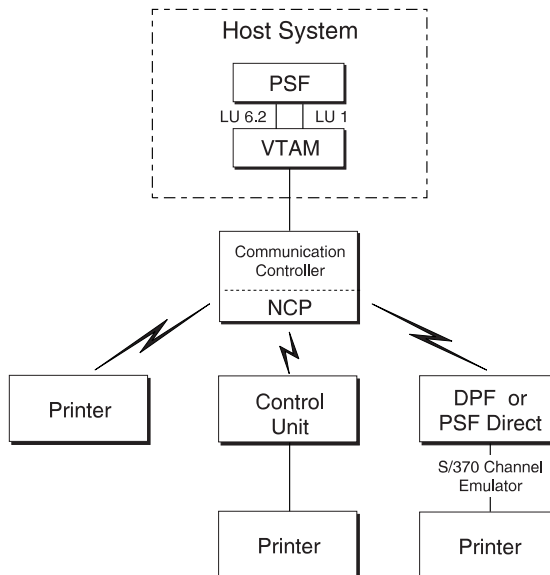 Host System
PSF
LU 6.2
LU 1
VTAM
Communication
Controller
NCP
Printer
Control
Unit
DPF or
PSF Direct
S/370 Channel
Emulator
Printer
Printer